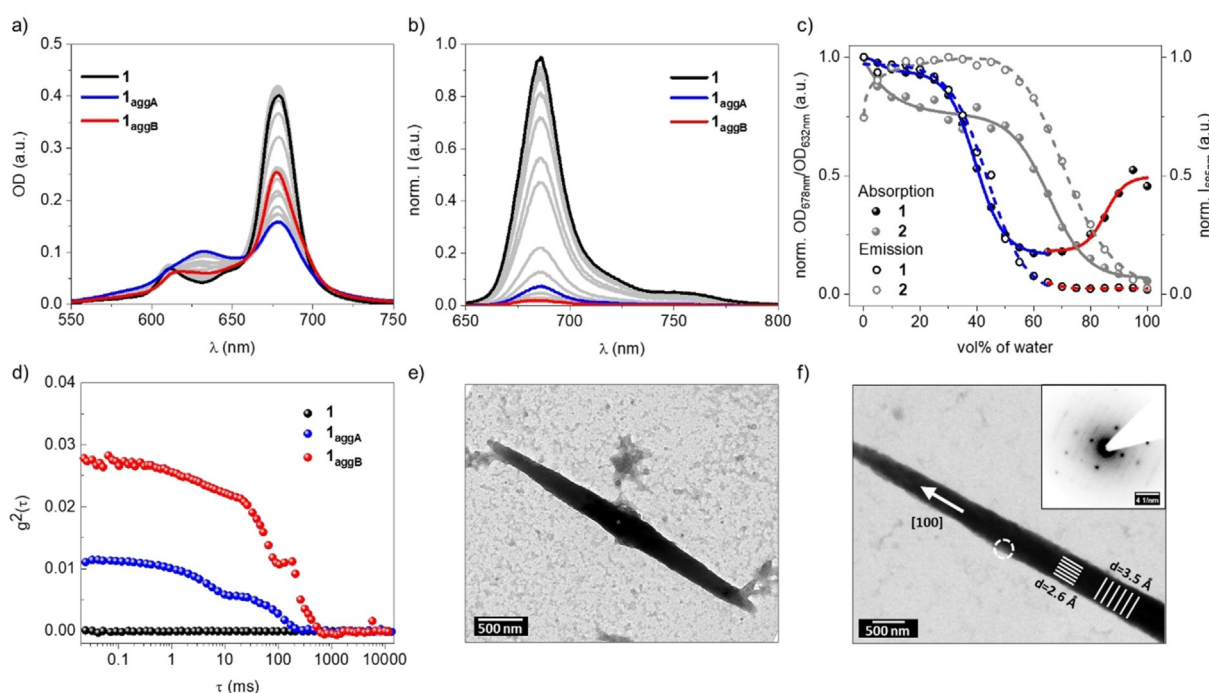 a)
0.5
0.4
0.3
0.2
0.1
0.0
OD (a.u.)
1
1aggA
1aggB
550 600 650 700 750
λ (nm)
b)
1.0
0.8
0.6
0.4
0.2
0.0
norm. I (a.u.)
1
1aggA
1aggB
650 700 750 800
λ (nm)
c)
1.0
0.5
0.0
norm. OD678nm/OD632nm (a.u.)
Absorption
1
2
Emission
1
2
1.0
0.5
0.0
norm. I685nm (a.u.)
0 20 40 60 80 100
vol% of water
d)
0.04
0.03
0.02
0.01
0.00
g2(τ)
1
1aggA
1aggB
0.1 1 10 100 1000 10000
τ (ms)
e)
500 nm
f)
4 1/nm
[100]
d=2.6 Å
d=3.5 Å
500 nm